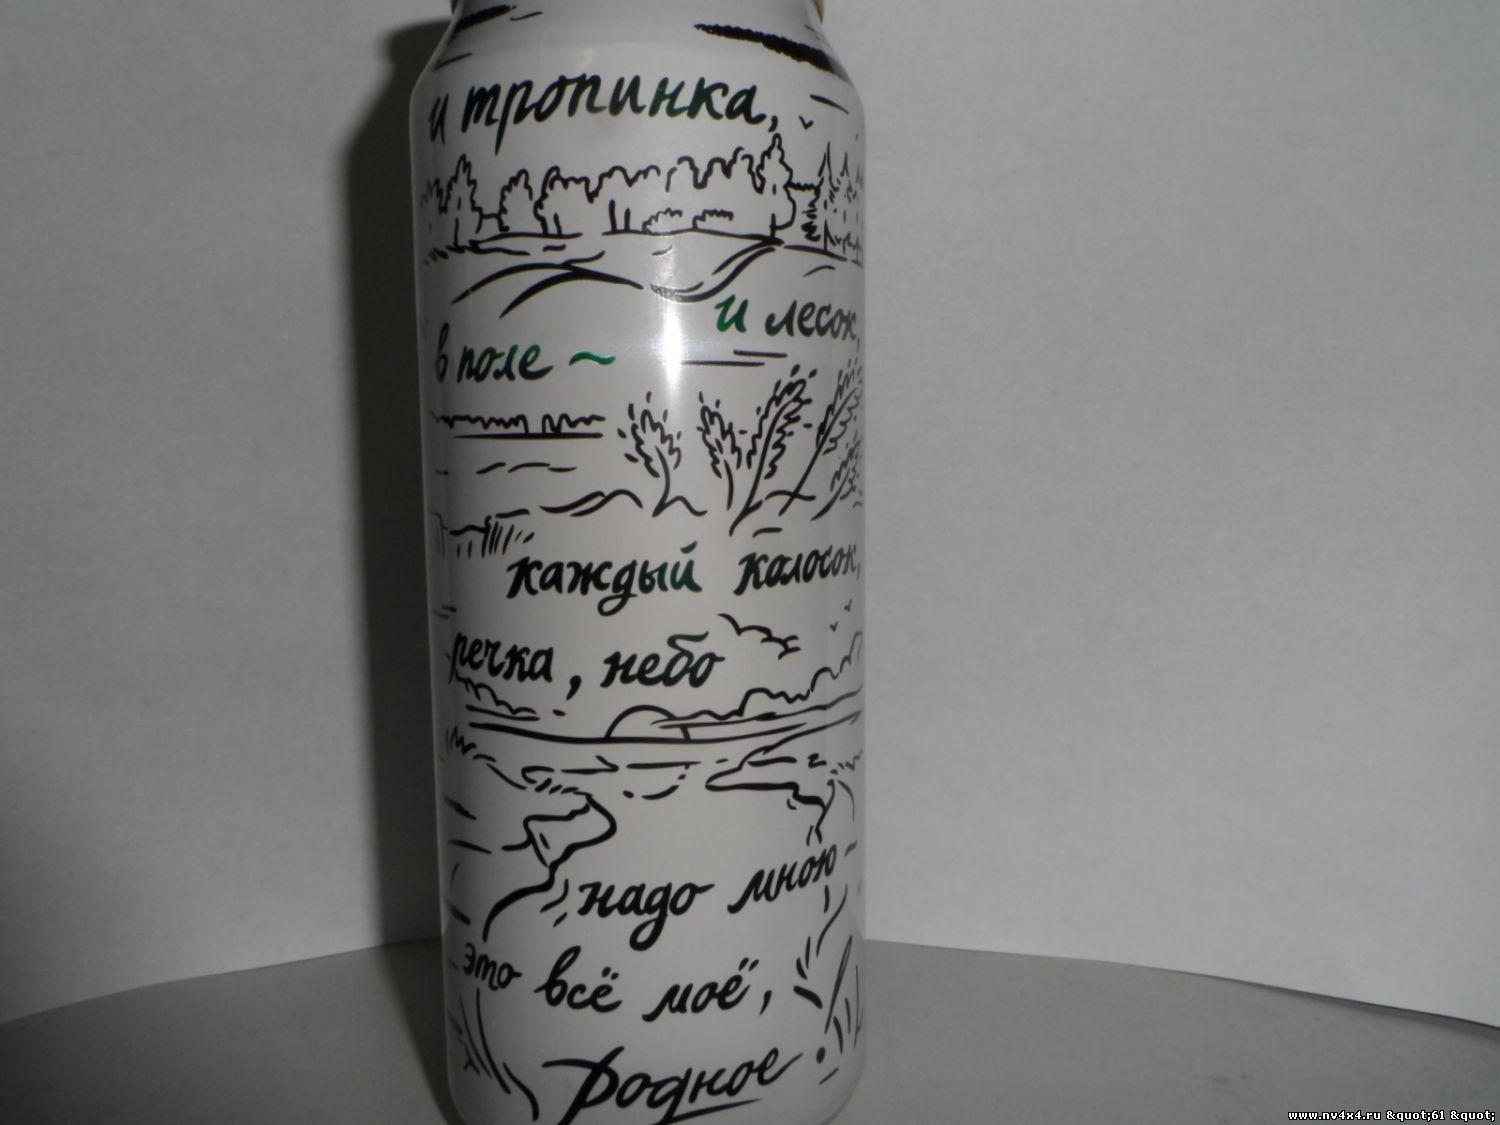 и тропинка,
и лесок,
в поле ~
каждый колосок,
речка, небо
надо мною ~
это всё моё,
родное.
www.nv4x4.ru &quot;61 &quot;